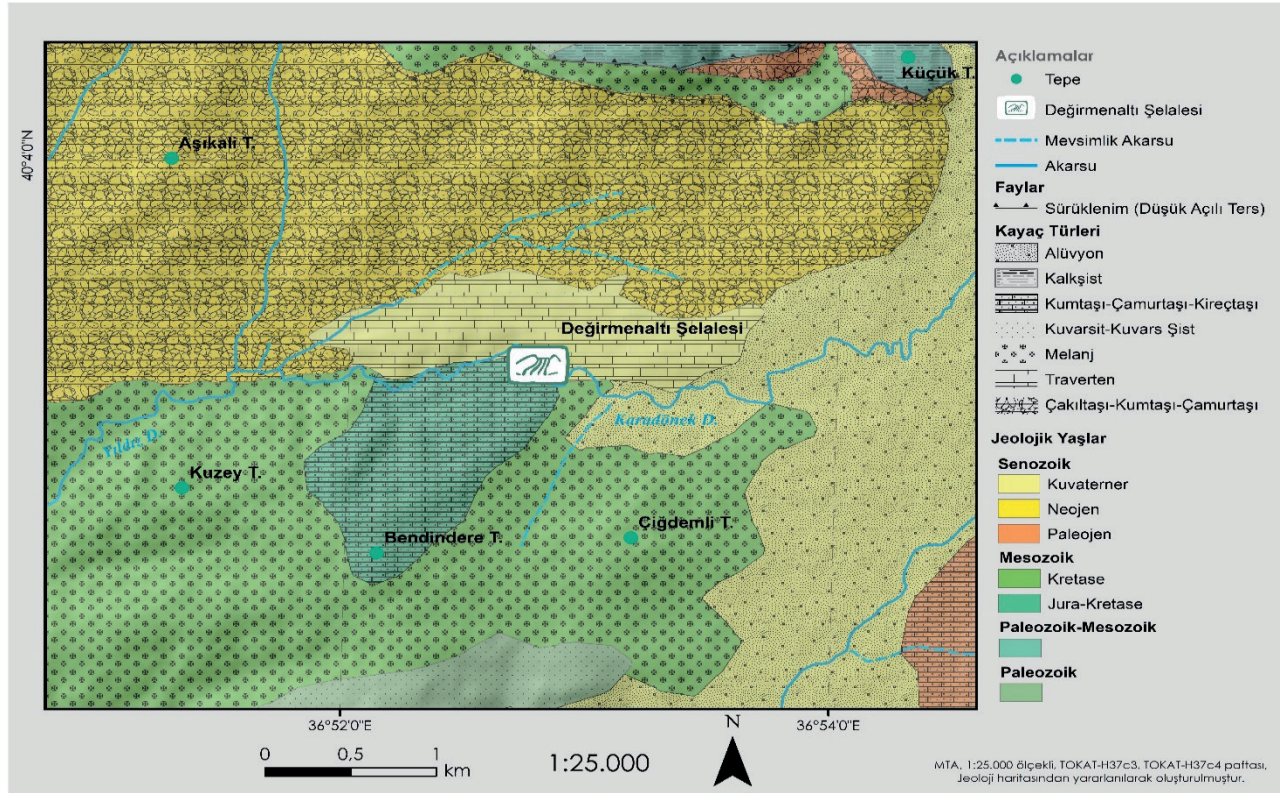 Küçük T.
Aşıkali T.
40°4'0"N
Değirmenaltı Şelalesi
Karadönek D.
Yıldız D.
Kuzey T.
Çiğdemli T.
Bendindere T.
36°52'0"E
36°54'0"E
0 0,5 1
km
1:25.000
N
Açıklamalar
Tepe
Değirmenaltı Şelalesi
Mevsimlik Akarsu
Akarsu
Faylar
Sürüklenim (Düşük Açılı Ters)
Kayaç Türleri
Alüvyon
Kalkşist
Kumtaşı-Çamurtaşı-Kireçtaşı
Kuvarsit-Kuvars Şist
Melanj
Traverten
Çakıltaşı-Kumtaşı-Çamurtaşı
Jeolojik Yaşlar
Senozoik
Kuvaterner
Neojen
Paleojen
Mesozoik
Kretase
Jura-Kretase
Paleozoik-Mesozoik
Paleozoik
MTA, 1:25.000 ölçekli, TOKAT-H37c3, TOKAT-H37c4 paftası,
Jeoloji haritasından yararlanılarak oluşturulmuştur.